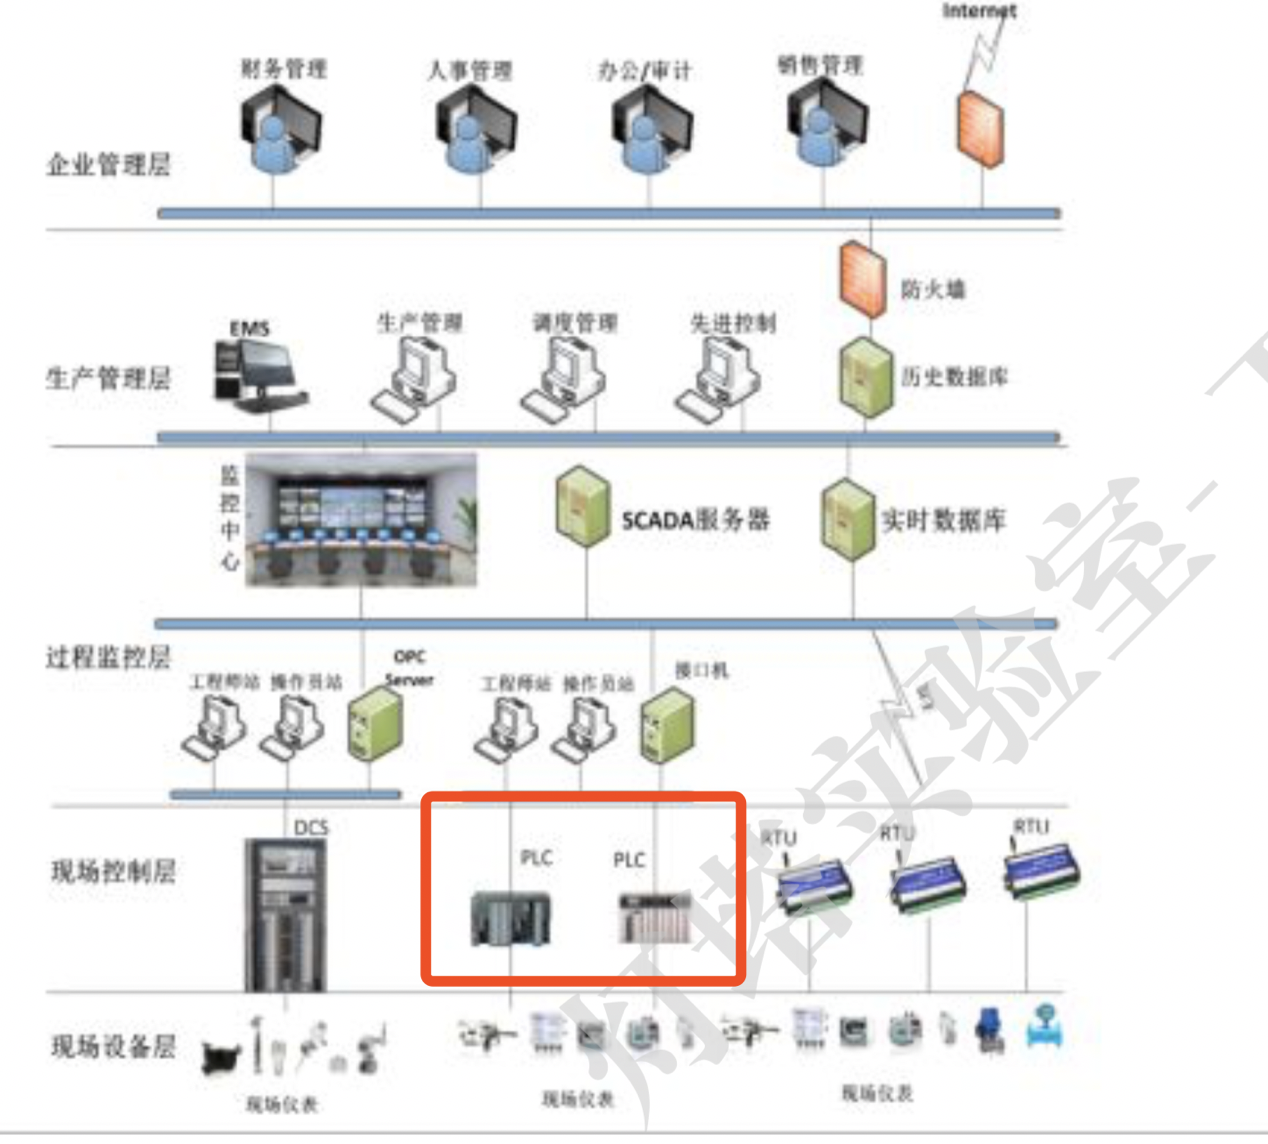 Internet
财务管理
人事管理
办公/审计
销售管理
企业管理层
防火墙
EMS
生产管理
调度管理
先进控制
生产管理层
历史数据库
监控中心
SCADA服务器
实时数据库
过程监控层
OPC
Server
工程师站
操作员站
工程师站
操作员站
接口机
DCS
PLC
PLC
RTU
RTU
RTU
现场控制层
现场设备层
现场仪表
现场仪表
现场仪表
灯塔实验室_